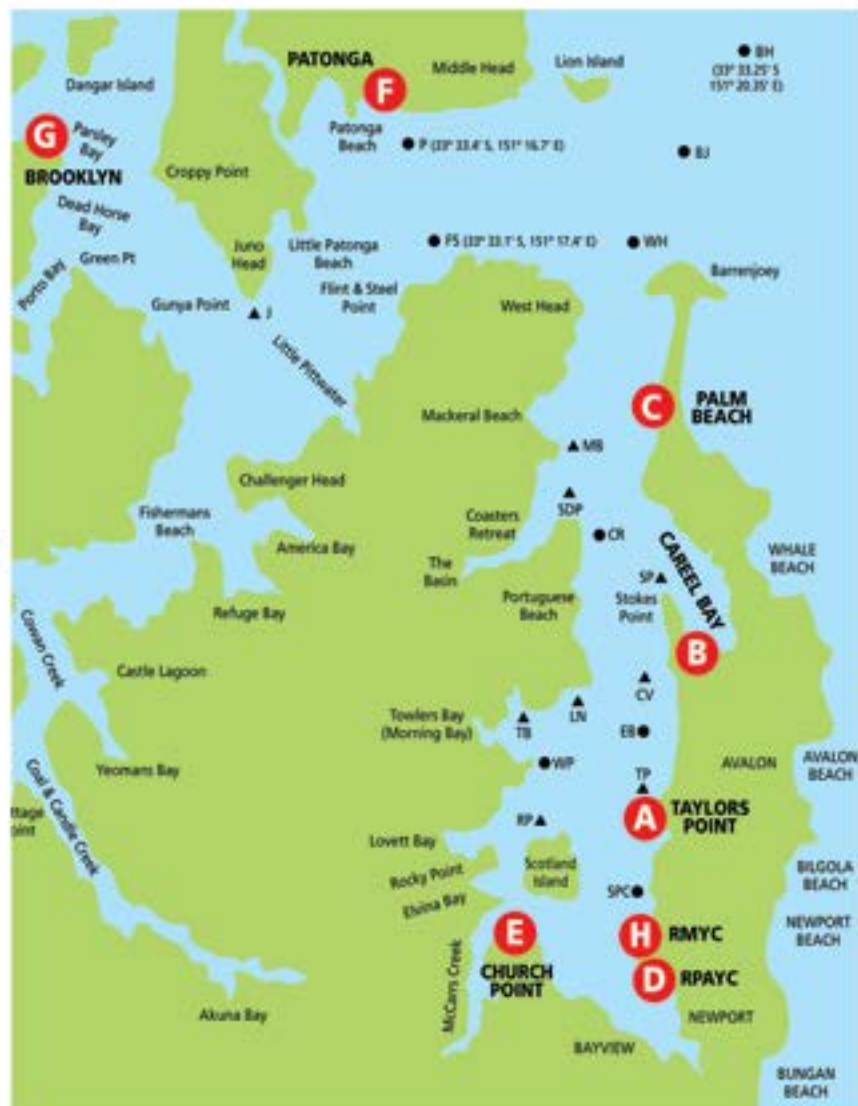 PATONGA
Middle Head
Lion Island
BH
(33° 33.25' S
151° 20.35' E)
Dangar Island
F
G
Parsley
Bay
Patonga
Beach
P (33° 33.4' S, 151° 16.7' E)
BJ
BROOKLYN
Croppy Point
Dead Horse
Bay
Juno
Head
Little Patonga
Beach
FS (33° 33.1' S, 151° 17.4' E)
WH
Green Pt
Porto Bay
Barrenjoey
Gunya Point
J
Flint & Steel
Point
West Head
Little Pittwater
C
PALM
BEACH
Mackeral Beach
MB
Challenger Head
SDP
Fishermans
Beach
Coasters
Retreat
CR
America Bay
CAREEL BAY
WHALE
BEACH
The
Basin
SP
Portuguese
Beach
Stokes
Point
Refuge Bay
Cowan Creek
B
Castle Lagoon
CV
LN
Towlers Bay
(Morning Bay)
TB
EB
WP
AVALON
AVALON
BEACH
Yeomans Bay
TP
Coal & Candle Creek
ttage
oint
A
TAYLORS
POINT
RP
Lovett Bay
Scotland
Island
Rocky Point
BILGOLA
BEACH
Elvina Bay
SPC
NEWPORT
BEACH
E
H
RMYC
CHURCH
POINT
D
RPAYC
McCarrs Creek
Akuna Bay
NEWPORT
BAYVIEW
BUNGAN
BEACH